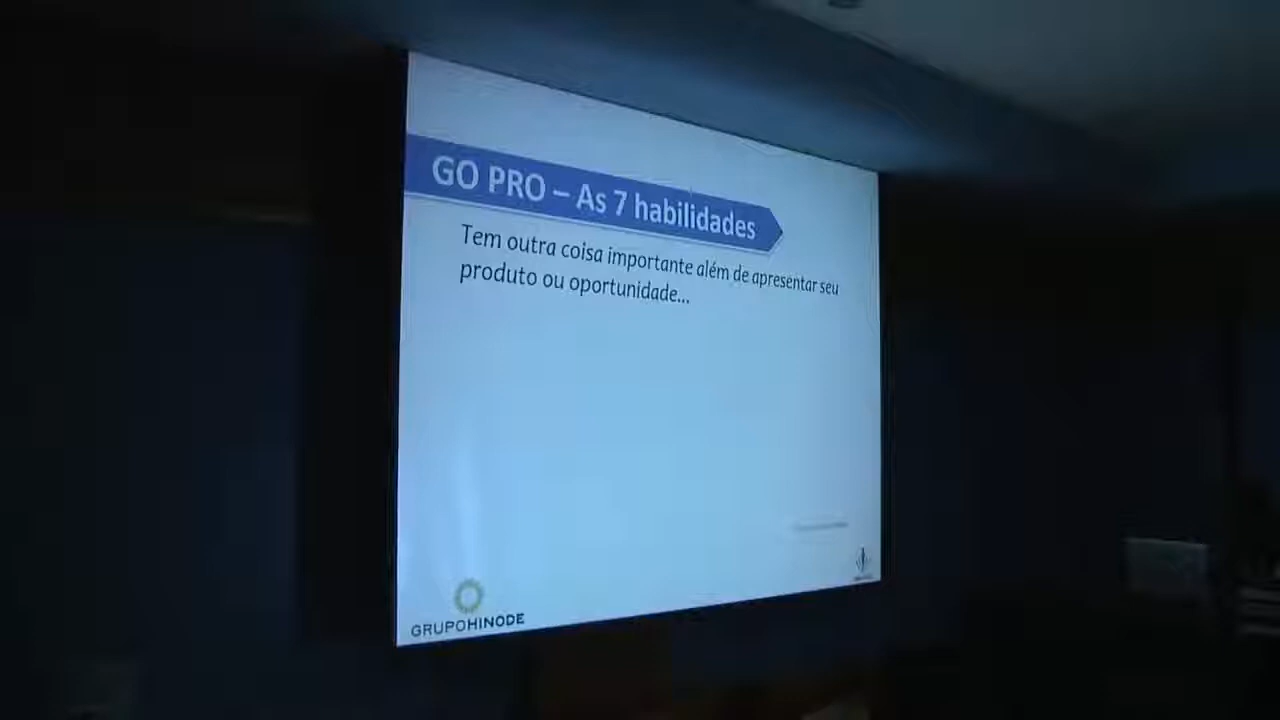 GO PRO – As 7 habilidades
Tem outra coisa importante além de apresentar seu
produto ou oportunidade...
GRUPOHINODE